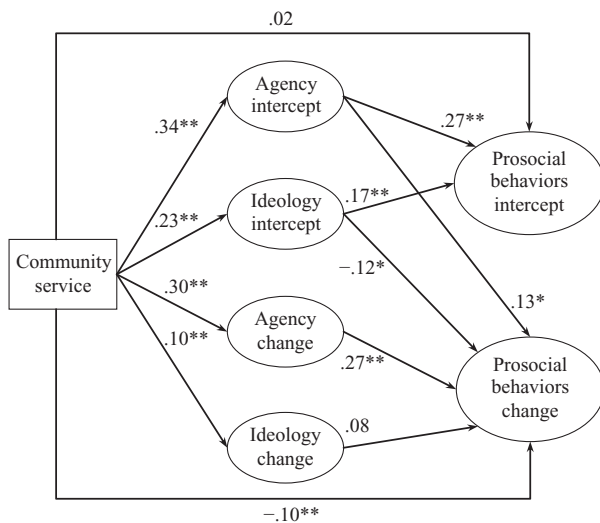 .02
Agency
intercept
.34**
.27**
Prosocial
behaviors
intercept
Ideology
intercept
.17**
.23**
Community
service
−.12*
.30**
.13*
Agency
change
.10**
.27**
Prosocial
behaviors
change
Ideology
change
.08
−.10**